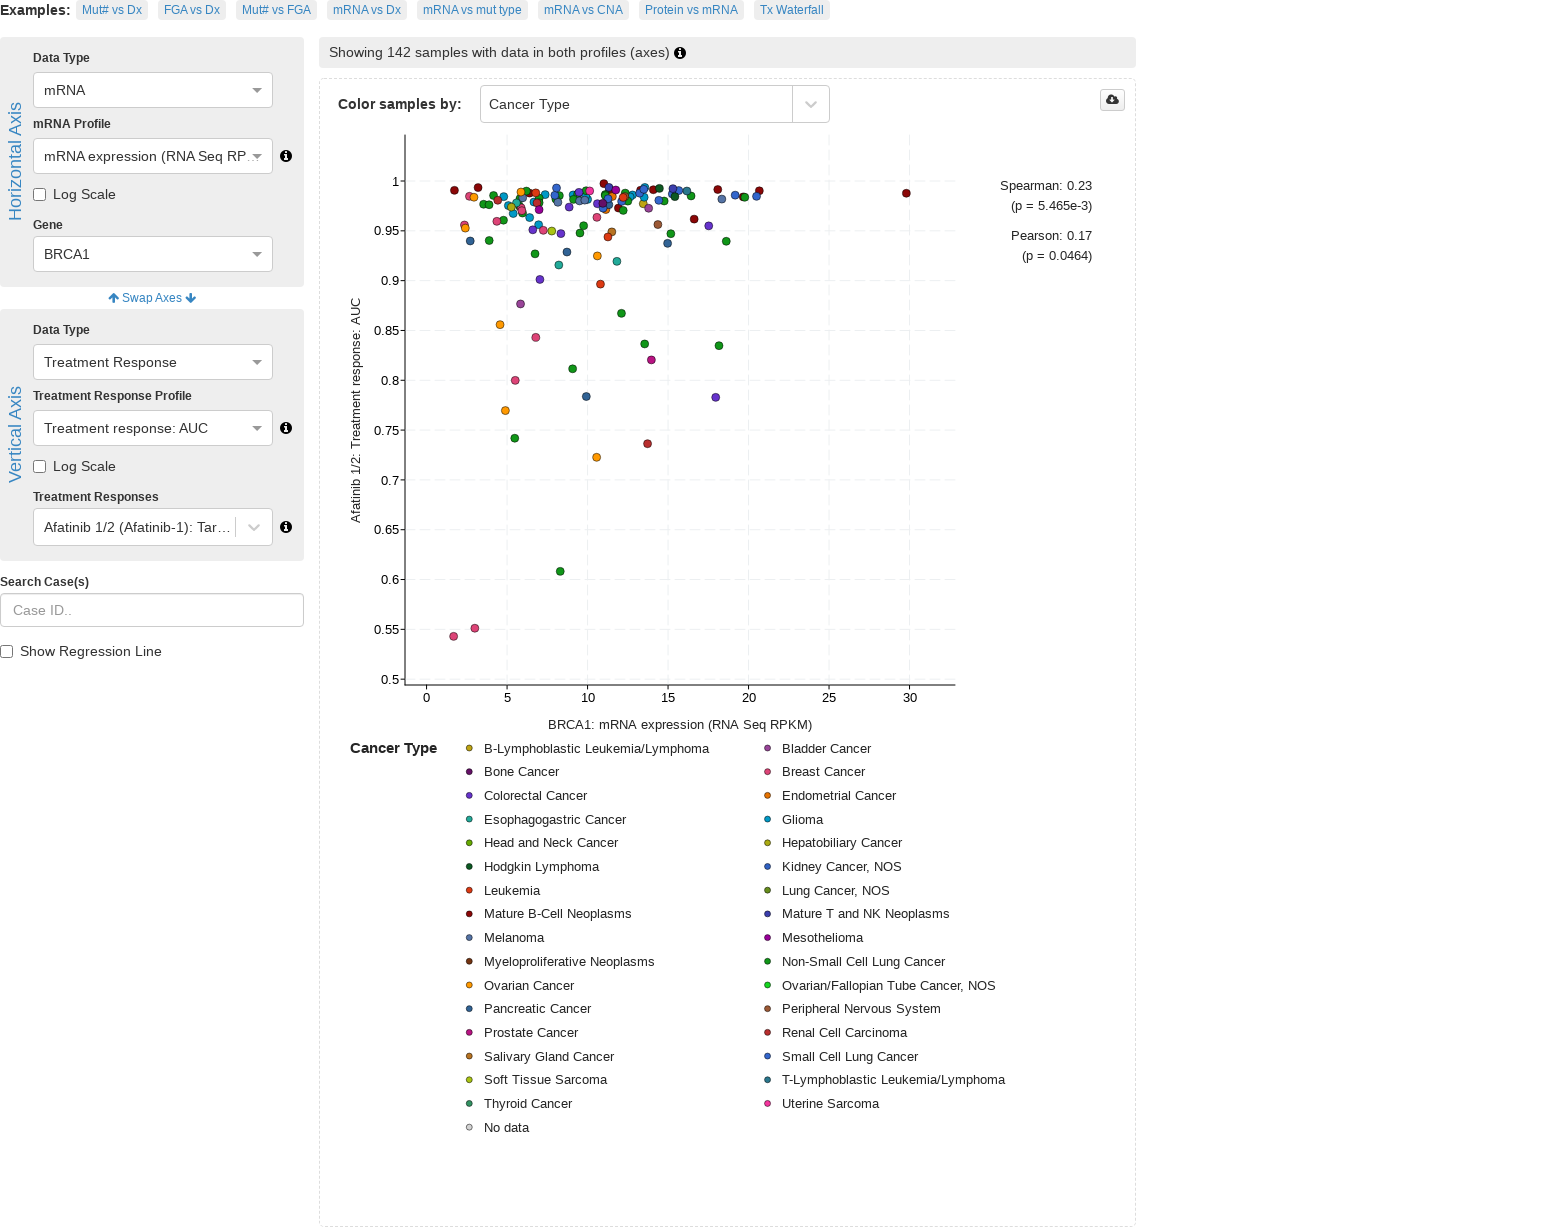 Examples: Mut# vs Dx FGA vs Dx Mut# vs FGA mRNA vs Dx mRNA vs mut type mRNA vs CNA Protein vs mRNA Tx Waterfall
Horizontal Axis
Data Type
mRNA
mRNA Profile
mRNA expression (RNA Seq RP...
Log Scale
Gene
BRCA1
Swap Axes
Vertical Axis
Data Type
Treatment Response
Treatment Response Profile
Treatment response: AUC
Log Scale
Treatment Responses
Afatinib 1/2 (Afatinib-1): Tar...
Search Case(s)
Case ID..
Show Regression Line
Showing 142 samples with data in both profiles (axes)
Color samples by: Cancer Type
Spearman: 0.23
(p = 5.465e-3)
Pearson: 0.17
(p = 0.0464)
Afatinib 1/2: Treatment response: AUC
1
0.95
0.9
0.85
0.8
0.75
0.7
0.65
0.6
0.55
0.5
0 5 10 15 20 25 30
BRCA1: mRNA expression (RNA Seq RPKM)
Cancer Type
B-Lymphoblastic Leukemia/Lymphoma Bladder Cancer
Bone Cancer Breast Cancer
Colorectal Cancer Endometrial Cancer
Esophagogastric Cancer Glioma
Head and Neck Cancer Hepatobiliary Cancer
Hodgkin Lymphoma Kidney Cancer, NOS
Leukemia Lung Cancer, NOS
Mature B-Cell Neoplasms Mature T and NK Neoplasms
Melanoma Mesothelioma
Myeloproliferative Neoplasms Non-Small Cell Lung Cancer
Ovarian Cancer Ovarian/Fallopian Tube Cancer, NOS
Pancreatic Cancer Peripheral Nervous System
Prostate Cancer Renal Cell Carcinoma
Salivary Gland Cancer Small Cell Lung Cancer
Soft Tissue Sarcoma T-Lymphoblastic Leukemia/Lymphoma
Thyroid Cancer Uterine Sarcoma
No data